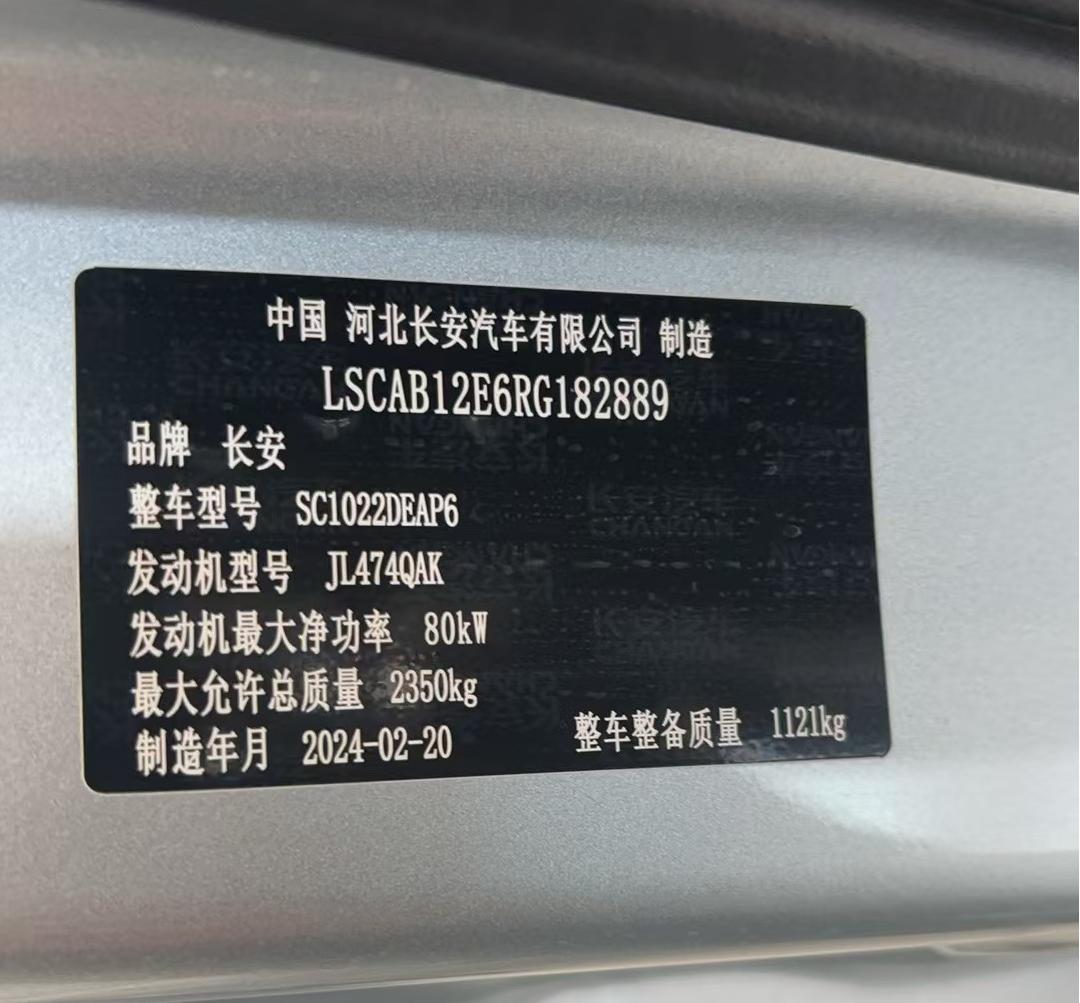 中国 河北长安汽车有限公司 制造
LSCAB12E6RG182889
品牌 长安
整车型号 SC1022DEAP6
发动机型号 JL474QAK
发动机最大净功率 80kW
最大允许总质量 2350kg
制造年月 2024-02-20 整车整备质量 1121kg